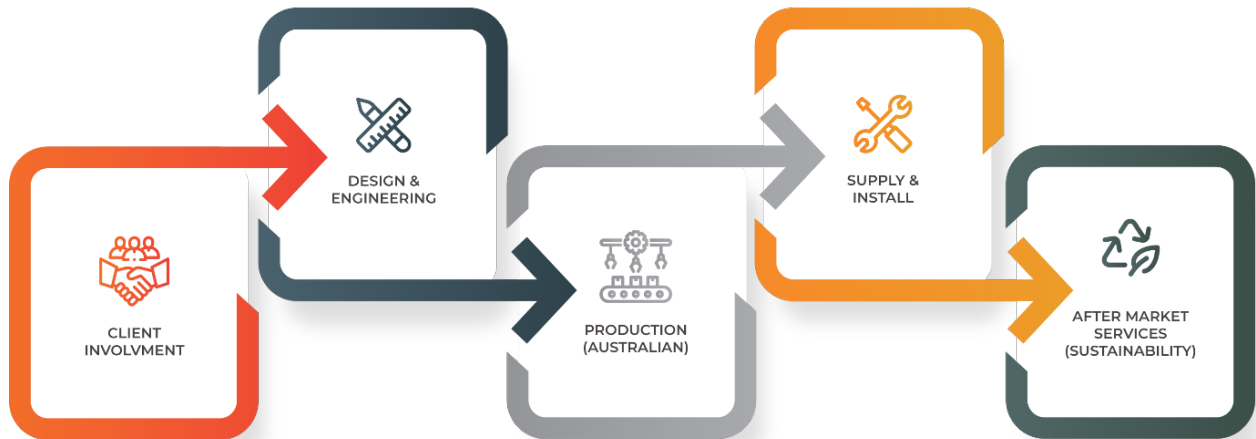 CLIENT
INVOLVMENT
DESIGN &
ENGINEERING
PRODUCTION
(AUSTRALIAN)
SUPPLY &
INSTALL
AFTER MARKET
SERVICES
(SUSTAINABILITY)